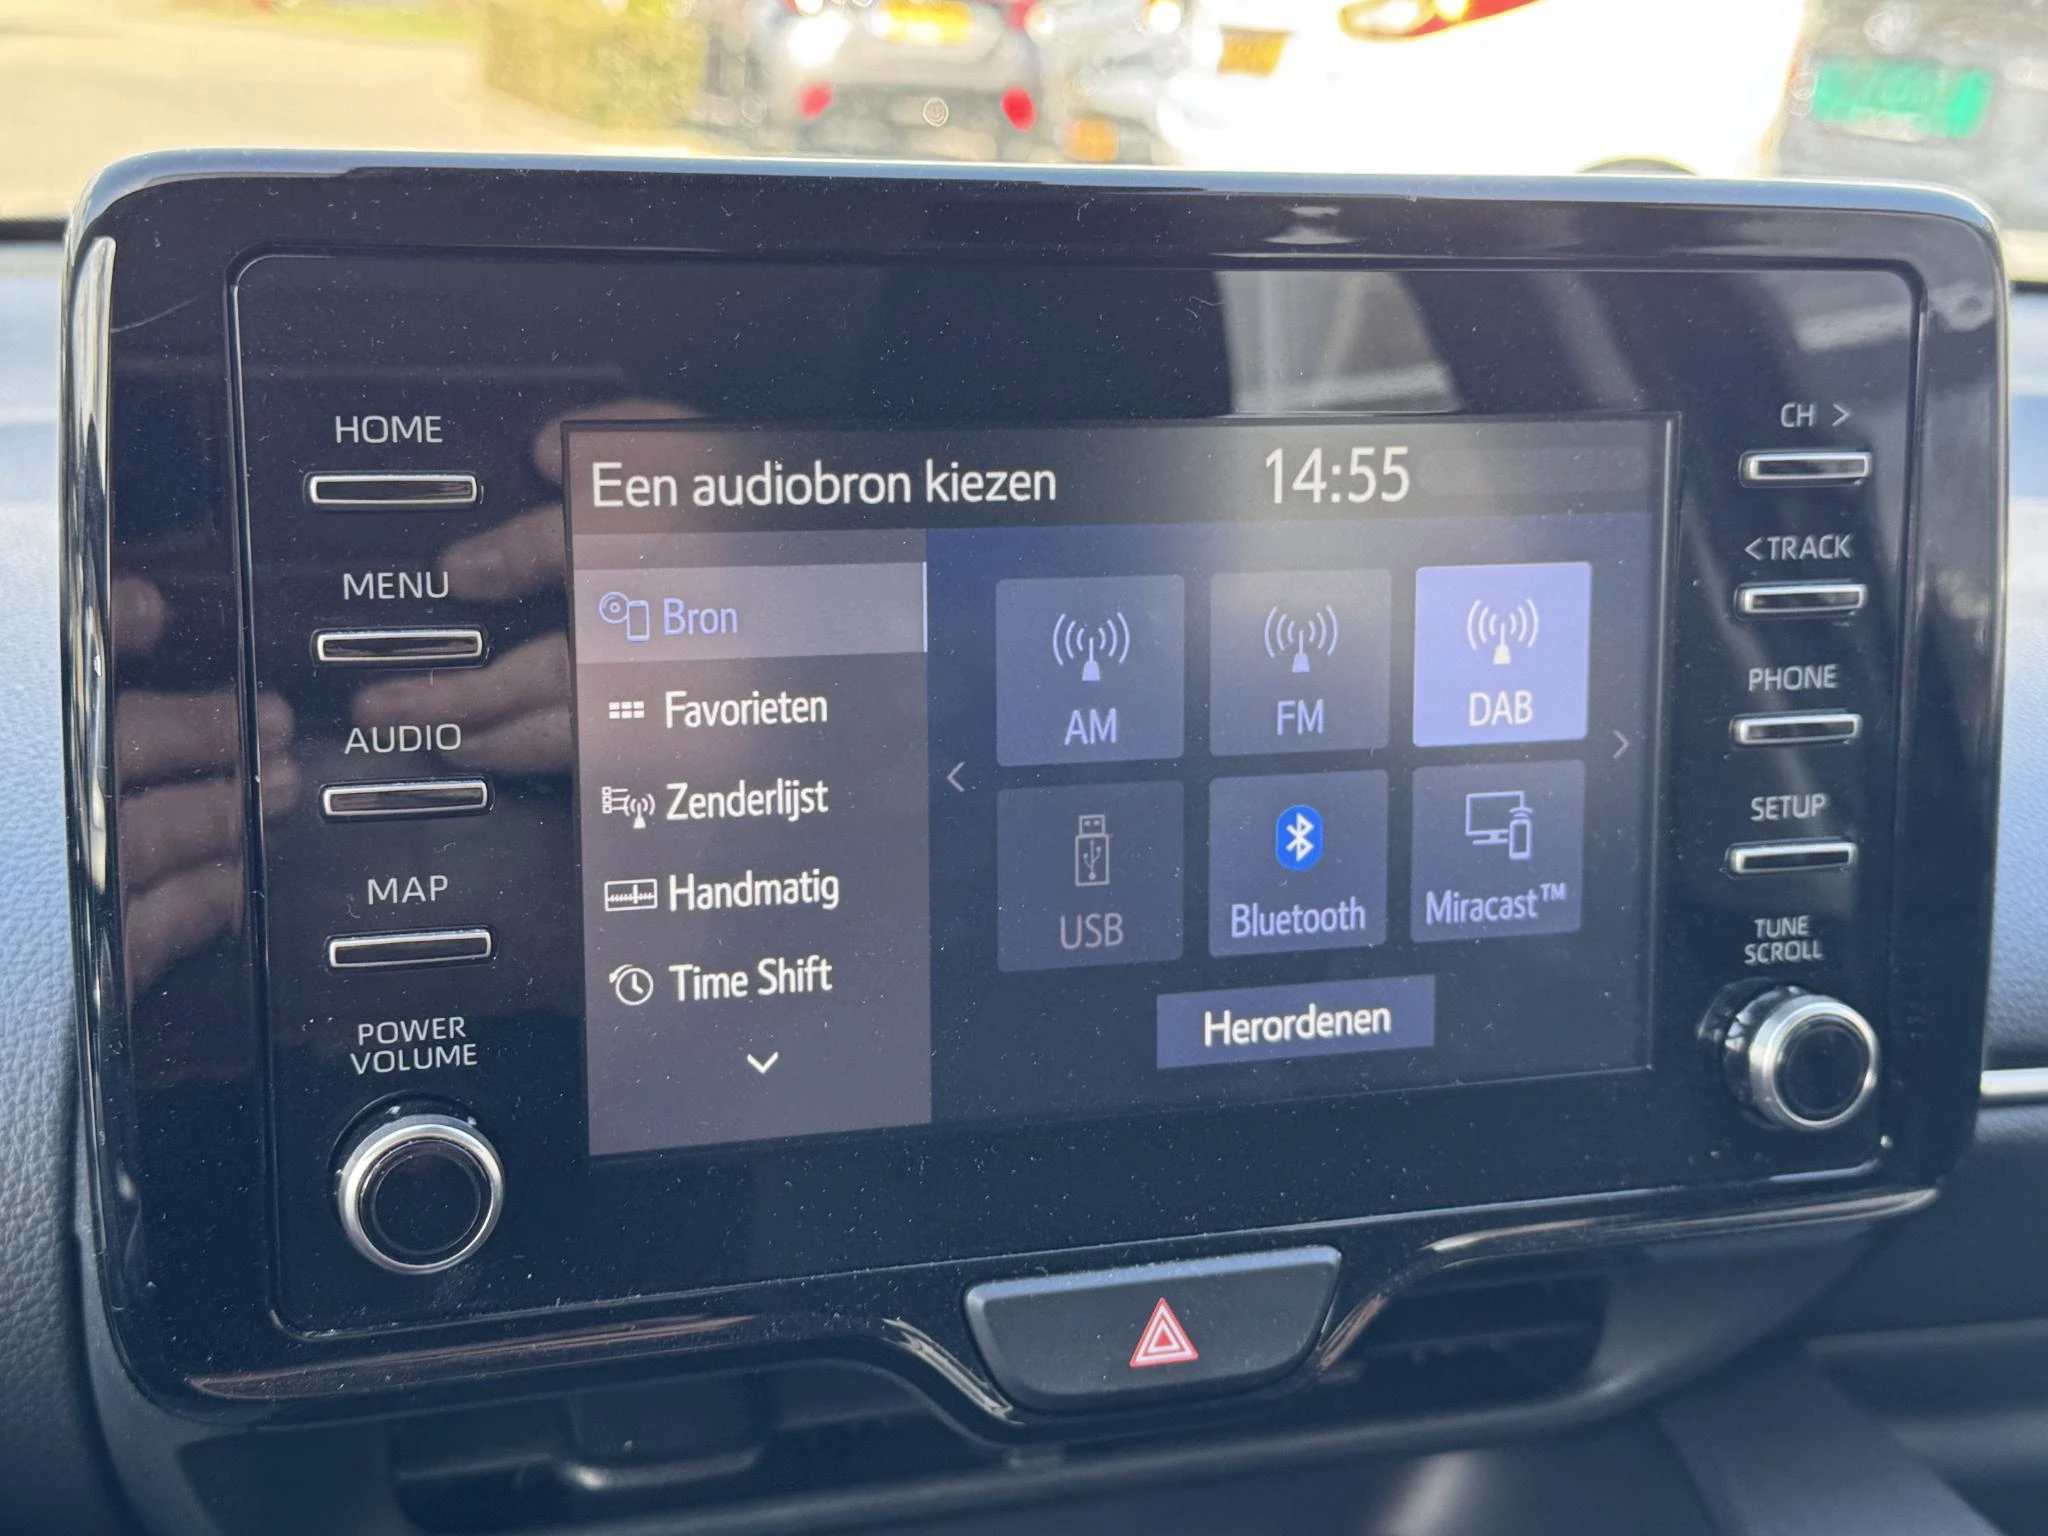 HOME
MENU
AUDIO
MAP
POWER
VOLUME
Een audiobron kiezen
14:55
Bron
Favorieten
Zenderlijst
Handmatig
Time Shift
AM
FM
DAB
USB
Bluetooth
Miracast™
Herordenen
CH >
<TRACK
PHONE
SETUP
TUNE
SCROLL